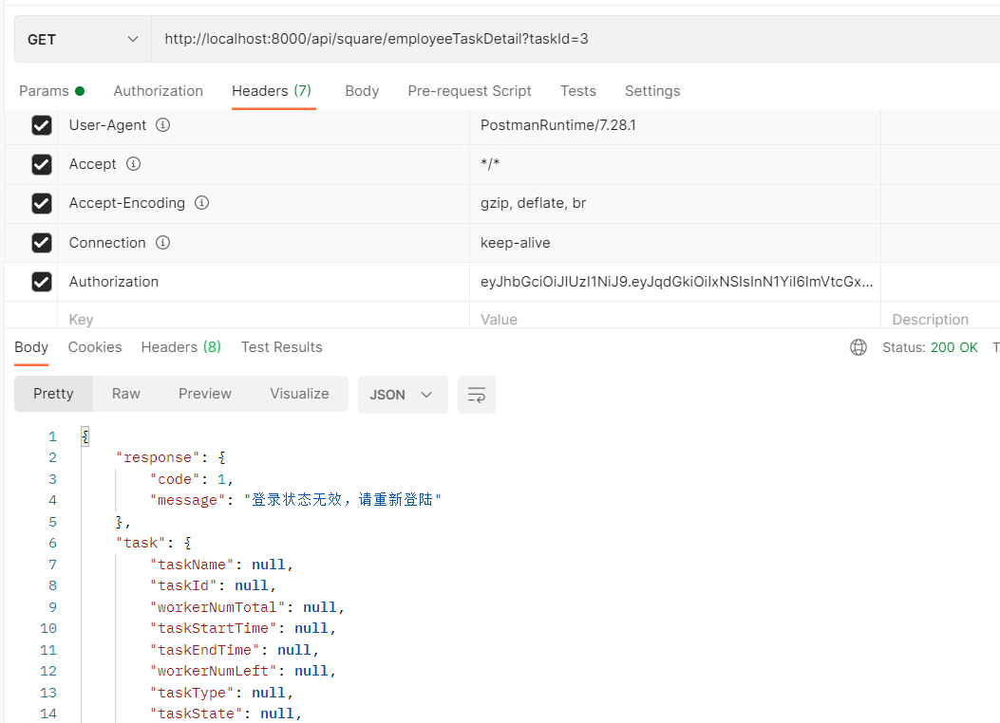 GET http://localhost:8000/api/square/employeeTaskDetail?taskId=3
Params Authorization Headers (7) Body Pre-request Script Tests Settings
User-Agent PostmanRuntime/7.28.1
Accept */*
Accept-Encoding gzip, deflate, br
Connection keep-alive
Authorization eyJhbGciOiJIUzI1NiJ9.eyJqdGkiOiIxNSIsInN1YiI6ImVtcGx...
Key Value Description
Body Cookies Headers (8) Test Results Status: 200 OK T
Pretty Raw Preview Visualize JSON
1 {
2 "response": {
3 "code": 1,
4 "message": "登录状态无效，请重新登陆"
5 },
6 "task": {
7 "taskName": null,
8 "taskId": null,
9 "workerNumTotal": null,
10 "taskStartTime": null,
11 "taskEndTime": null,
12 "workerNumLeft": null,
13 "taskType": null,
14 "taskState": null,